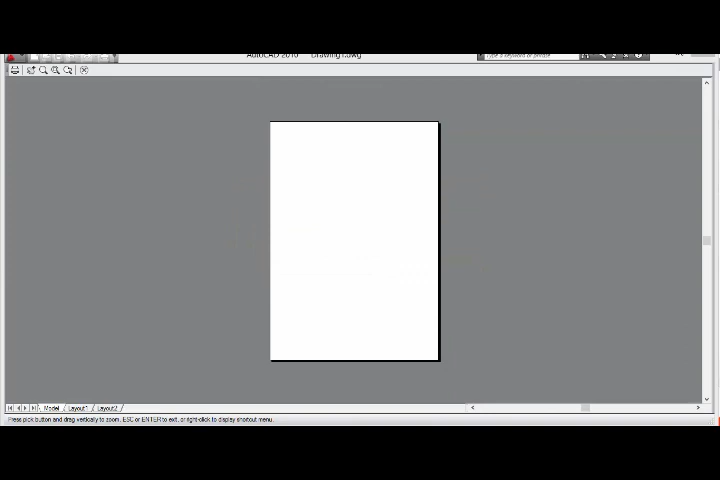 AutoCAD 2010 Drawing1.dwg
Type a keyword or phrase
Model Layout1 Layout2
Press pick button and drag vertically to zoom, ESC or ENTER to exit, or right-click to display shortcut menu.